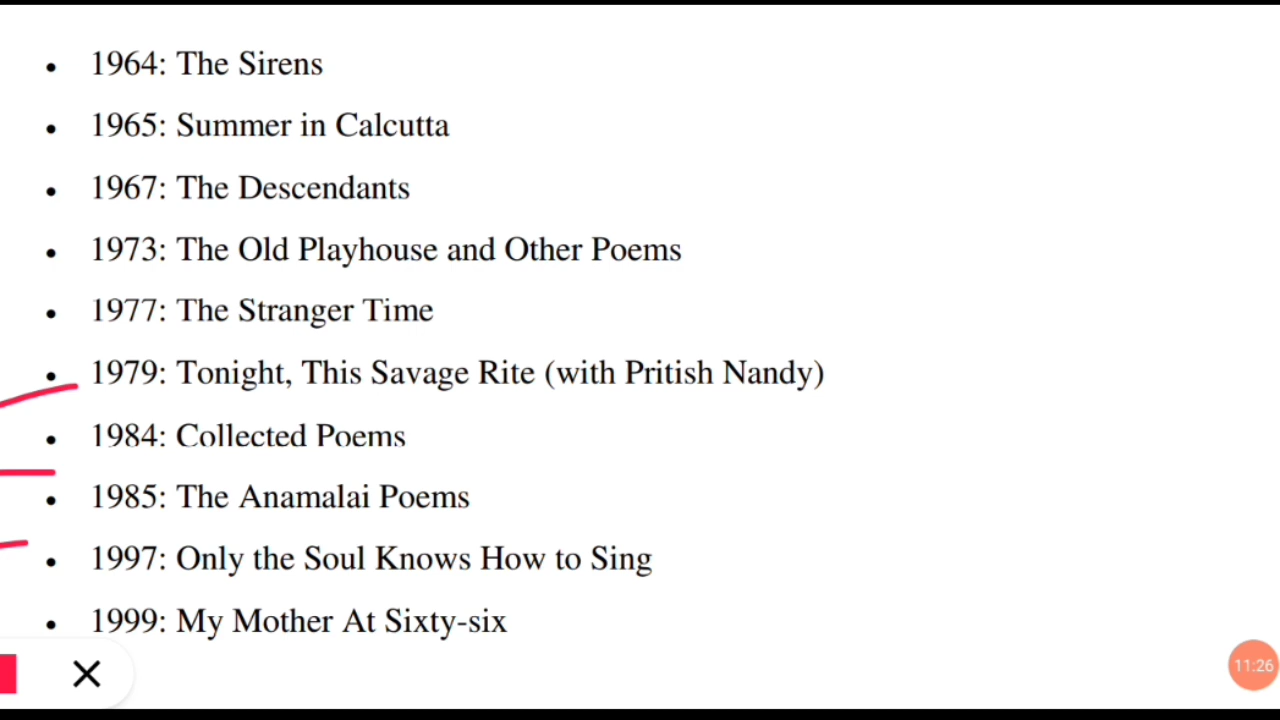 • 1964: The Sirens
• 1965: Summer in Calcutta
• 1967: The Descendants
• 1973: The Old Playhouse and Other Poems
• 1977: The Stranger Time
• 1979: Tonight, This Savage Rite (with Pritish Nandy)
• 1984: Collected Poems
• 1985: The Anamalai Poems
• 1997: Only the Soul Knows How to Sing
• 1999: My Mother At Sixty-six
11:26